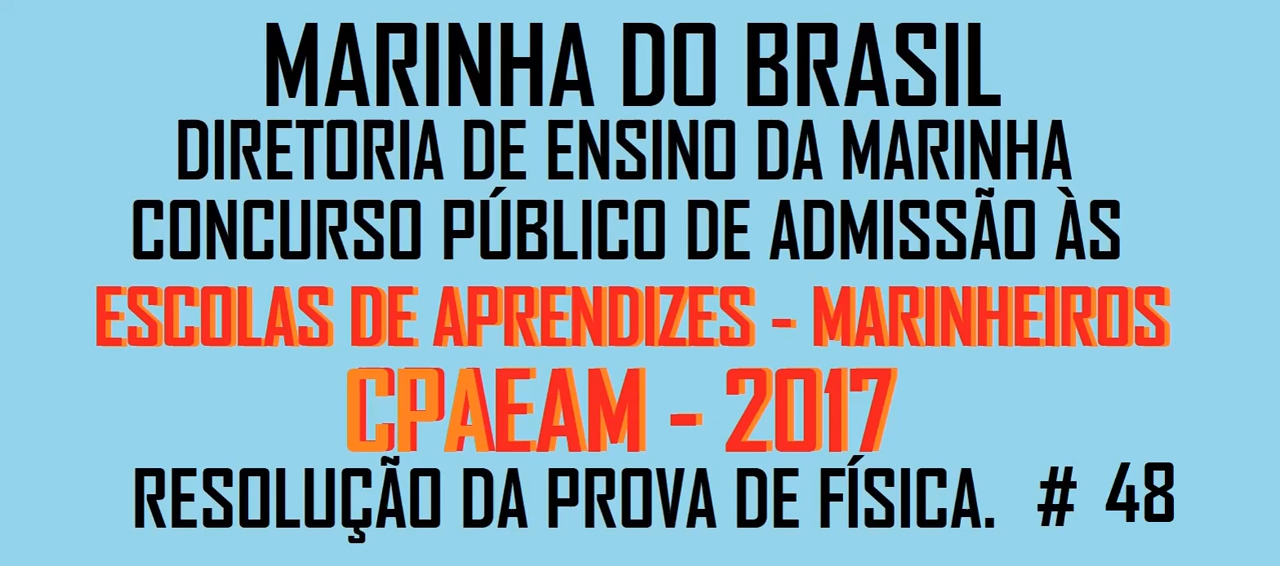 MARINHA DO BRASIL
DIRETORIA DE ENSINO DA MARINHA
CONCURSO PÚBLICO DE ADMISSÃO ÀS
ESCOLAS DE APRENDIZES - MARINHEIROS
CPAEAM - 2017
RESOLUÇÃO DA PROVA DE FÍSICA. # 48